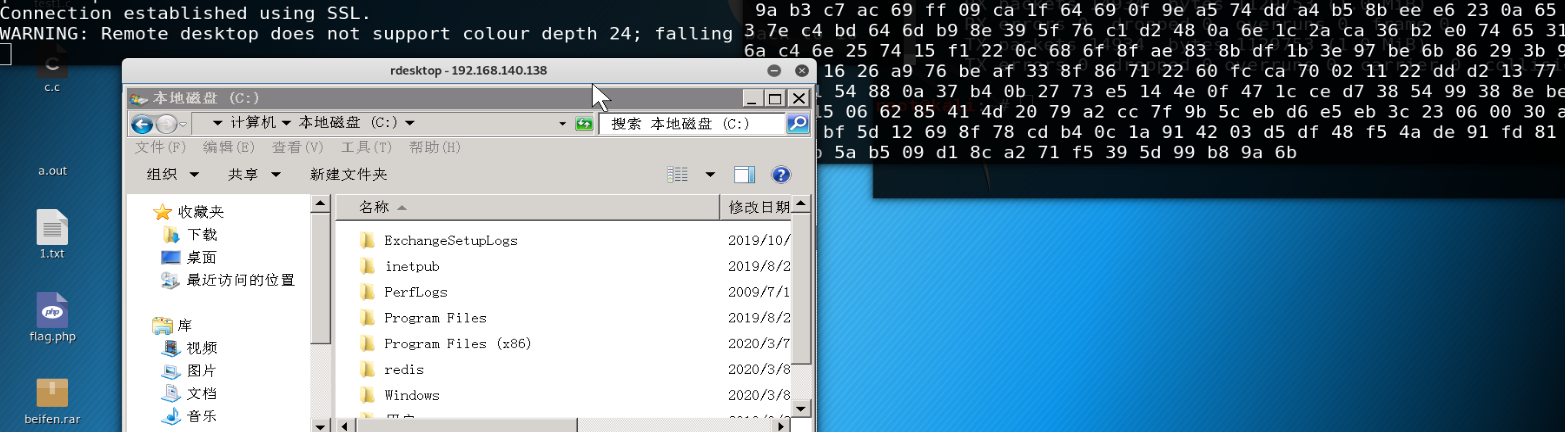 Connection established using SSL.
WARNING: Remote desktop does not support colour depth 24; falling
c.c
a.out
1.txt
flag.php
beifen.rar
rdesktop - 192.168.140.138
本地磁盘 (C:)
计算机 本地磁盘 (C:)
搜索 本地磁盘 (C:)
文件(F) 编辑(E) 查看(V) 工具(T) 帮助(H)
组织 共享 新建文件夹
收藏夹
下载
桌面
最近访问的位置
库
视频
图片
文档
音乐
名称 修改日期
ExchangeSetupLogs 2019/10/
inetpub 2019/8/2
PerfLogs 2009/7/1
Program Files 2019/8/2
Program Files (x86) 2020/3/7
redis 2020/3/8
Windows 2020/3/8
9a b3 c7 ac 69 ff 09 ca 1f 64 69 0f 9e a5 74 dd a4 b5 8b ee e6 23 0a 65
3 7e c4 bd 64 6d b9 8e 39 5f 76 c1 d2 48 0a 6e 1c 2a ca 36 b2 e0 74 65 31
6a c4 6e 25 74 15 f1 22 0c 68 6f 8f ae 83 8b df 1b 3e 97 be 6b 86 29 3b 9
16 26 a9 76 be af 33 8f 86 71 22 60 fc ca 70 02 11 22 dd d2 13 77
54 88 0a 37 b4 0b 27 73 e5 14 4e 0f 47 1c ce d7 38 54 99 38 8e be
15 06 62 85 41 4d 20 79 a2 cc 7f 9b 5c eb d6 e5 eb 3c 23 06 00 30 a
bf 5d 12 69 8f 78 cd b4 0c 1a 91 42 03 d5 df 48 f5 4a de 91 fd 81
5a b5 09 d1 8c a2 71 f5 39 5d 99 b8 9a 6b